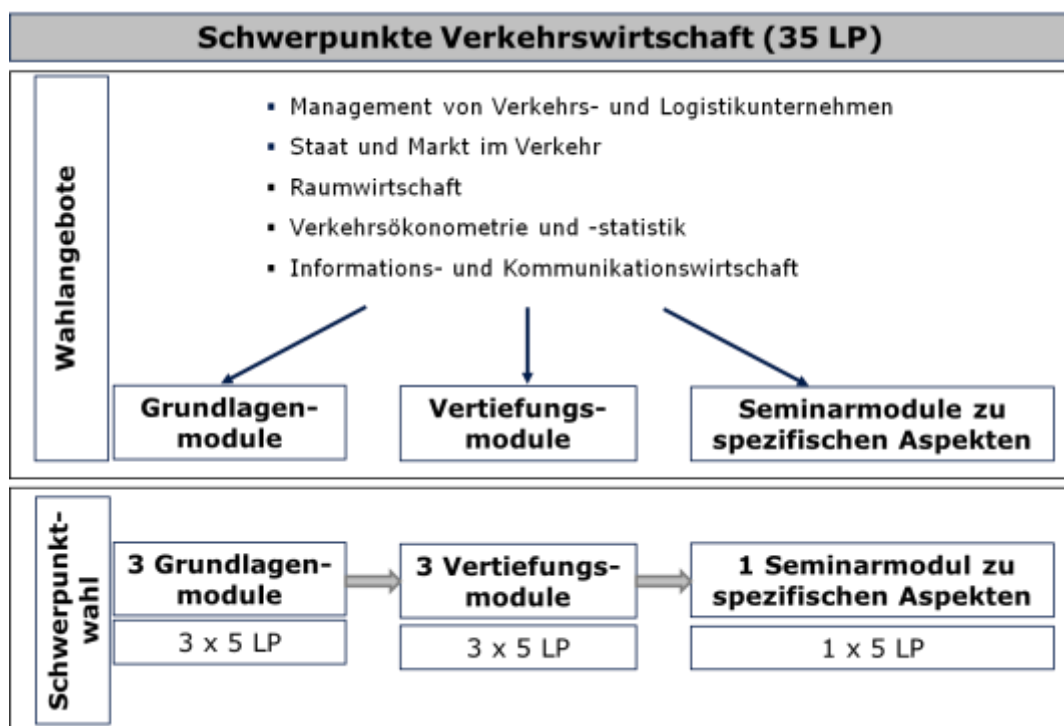 Schwerpunkte Verkehrswirtschaft (35 LP)
Wahlangebote
▪ Management von Verkehrs- und Logistikunternehmen
▪ Staat und Markt im Verkehr
▪ Raumwirtschaft
▪ Verkehrsökonometrie und -statistik
▪ Informations- und Kommunikationswirtschaft
Grundlagen-
module
Vertiefungs-
module
Seminarmodule zu
spezifischen Aspekten
Schwerpunkt-
wahl
3 Grundlagen-
module
3 x 5 LP
3 Vertiefungs-
module
3 x 5 LP
1 Seminarmodul zu
spezifischen Aspekten
1 x 5 LP